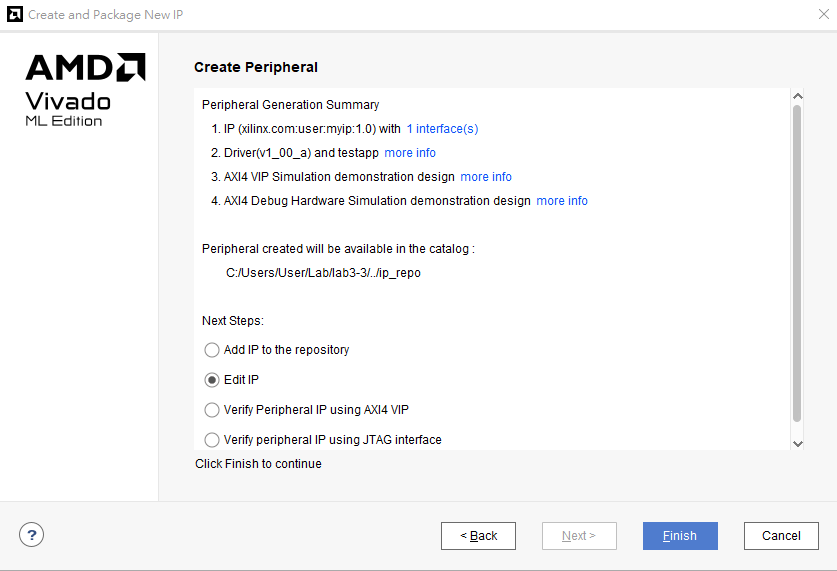 Create and Package New IP
AMD
Vivado
ML Edition
Create Peripheral
Peripheral Generation Summary
1. IP (xilinx.com:user:myip:1.0) with 1 interface(s)
2. Driver(v1_00_a) and testapp more info
3. AXI4 VIP Simulation demonstration design more info
4. AXI4 Debug Hardware Simulation demonstration design more info
Peripheral created will be available in the catalog :
C:/Users/User/Lab/lab3-3/../ip_repo
Next Steps:
Add IP to the repository
Edit IP
Verify Peripheral IP using AXI4 VIP
Verify peripheral IP using JTAG interface
Click Finish to continue
?
< Back
Next >
Finish
Cancel